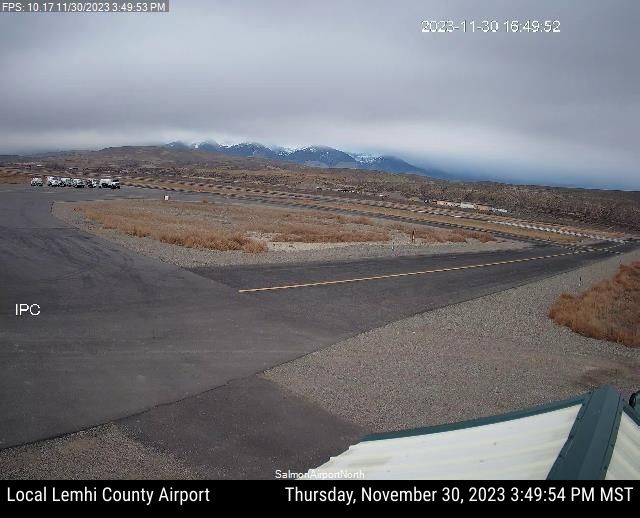 FPS: 10.17 11/30/2023 3:49:53 PM
2023-11-30 16:49:52
IPC
SalmonAirportNorth
Local Lemhi County Airport Thursday, November 30, 2023 3:49:54 PM MST